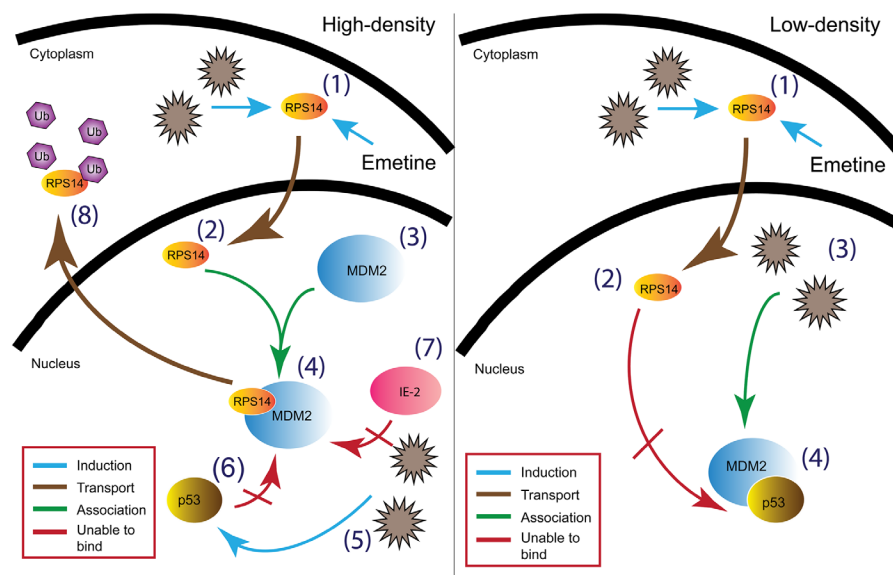 High-density
Cytoplasm
(1)
RPS14
Emetine
Ub
Ub
Ub
Ub
RPS14
(8)
(2)
RPS14
(3)
MDM2
Nucleus
(4)
RPS14
MDM2
(7)
IE-2
(6)
p53
(5)
Induction
Transport
Association
Unable to
bind
Low-density
Cytoplasm
(1)
RPS14
Emetine
(2)
RPS14
(3)
Nucleus
MDM2
(4)
p53
Induction
Transport
Association
Unable to
bind